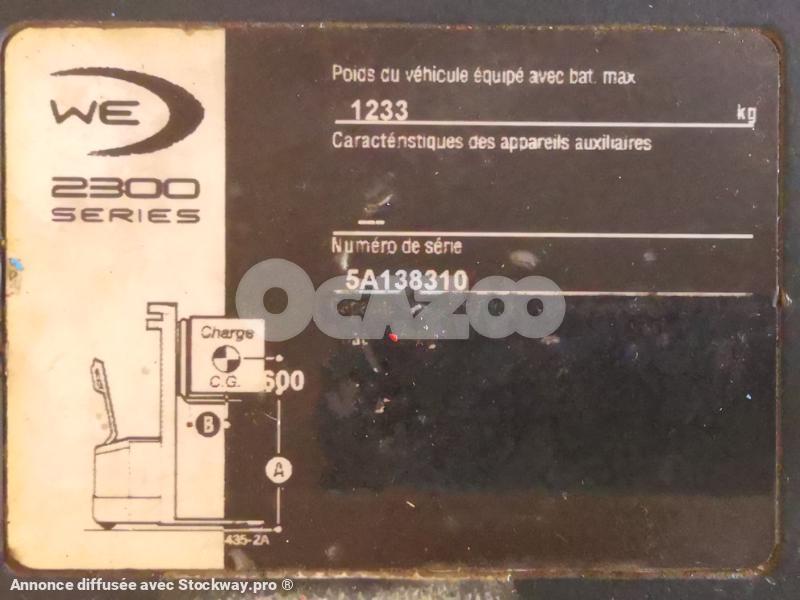 WE
2300
SERIES
Poids du véhicule équipé avec bat. max
1233 kg
Caractéristiques des appareils auxiliaires
—
Numéro de série
5A138310
OCAZOO
Charge
C.G.
600
B
A
435-2A
Annonce diffusée avec Stockway.pro ®